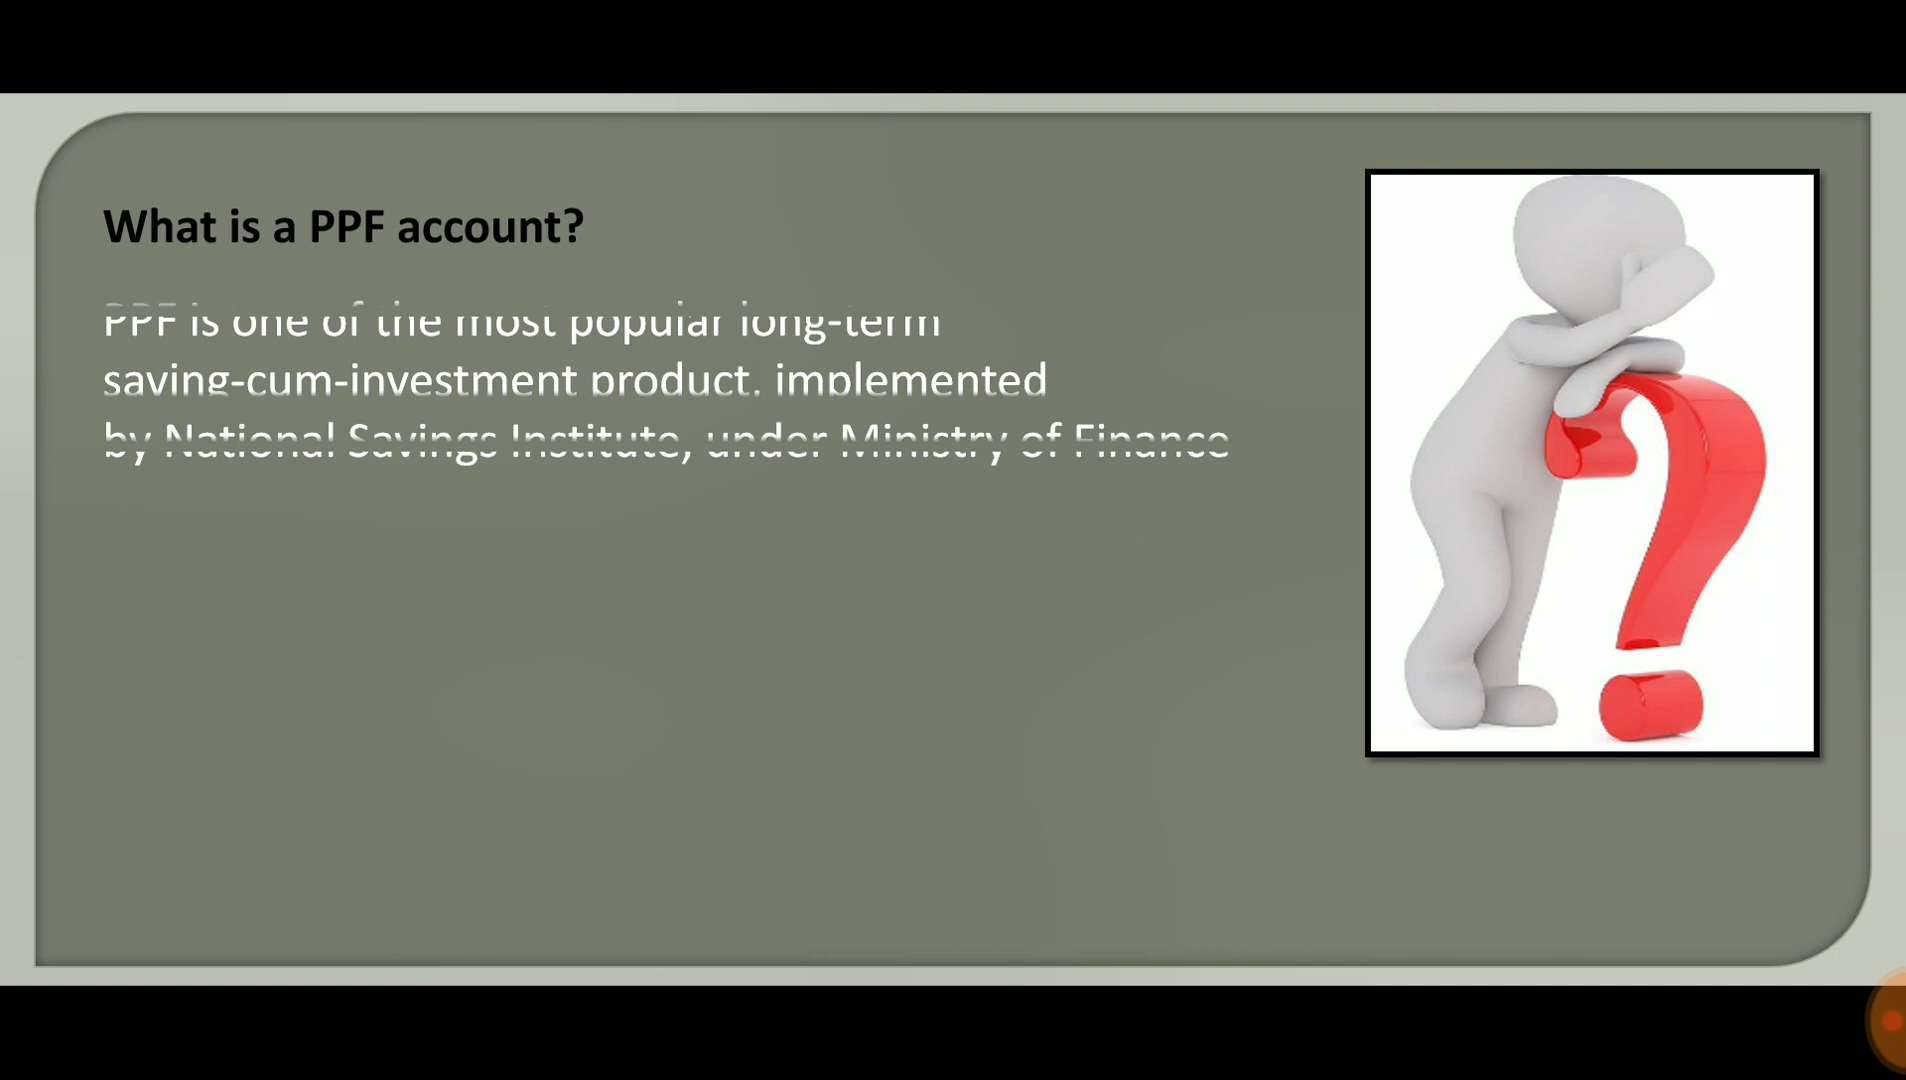 What is a PPF account?
PPF is one of the most popular long-term
saving-cum-investment product, implemented
by National Savings Institute, under Ministry of Finance